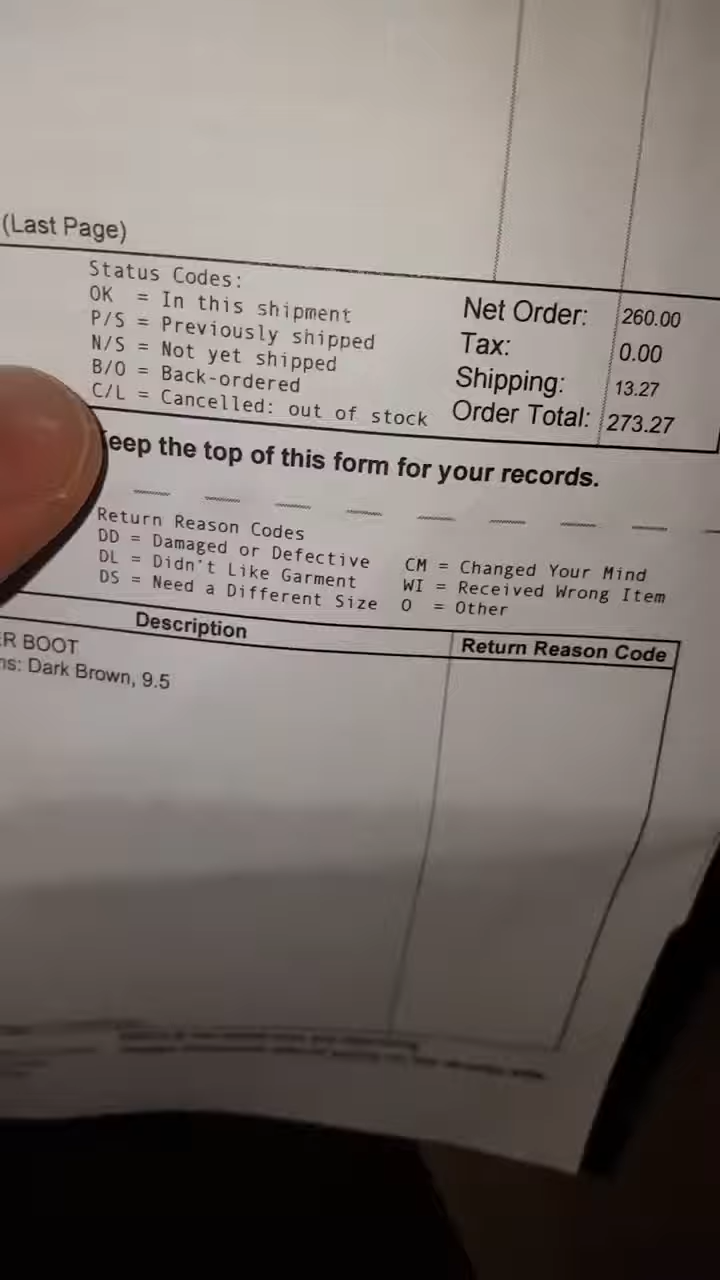 (Last Page)
Status Codes:
OK = In this shipment
P/S = Previously shipped
N/S = Not yet shipped
B/O = Back-ordered
C/L = Cancelled: out of stock
Net Order: 260.00
Tax: 0.00
Shipping: 13.27
Order Total: 273.27
eep the top of this form for your records.
Return Reason Codes
DD = Damaged or Defective
DL = Didn't Like Garment
DS = Need a Different Size
CM = Changed Your Mind
WI = Received Wrong Item
O = Other
Description Return Reason Code
ER BOOT
ns: Dark Brown, 9.5